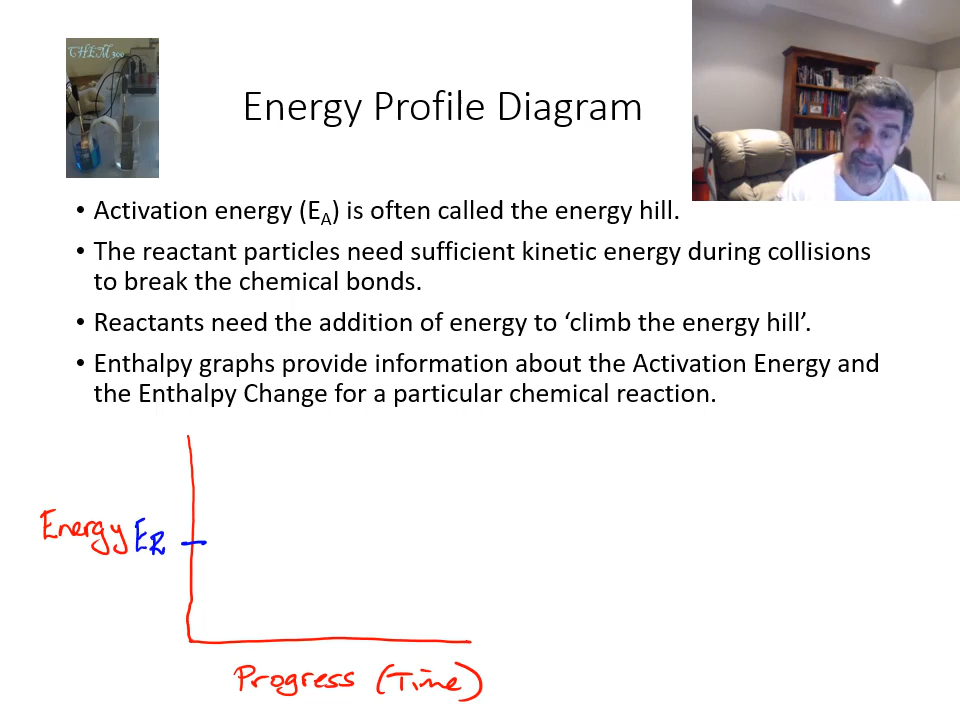 CHEM 300
Energy Profile Diagram
• Activation energy (EA) is often called the energy hill.
• The reactant particles need sufficient kinetic energy during collisions
to break the chemical bonds.
• Reactants need the addition of energy to ‘climb the energy hill’.
• Enthalpy graphs provide information about the Activation Energy and
the Enthalpy Change for a particular chemical reaction.
Energy ER
Progress (Time)